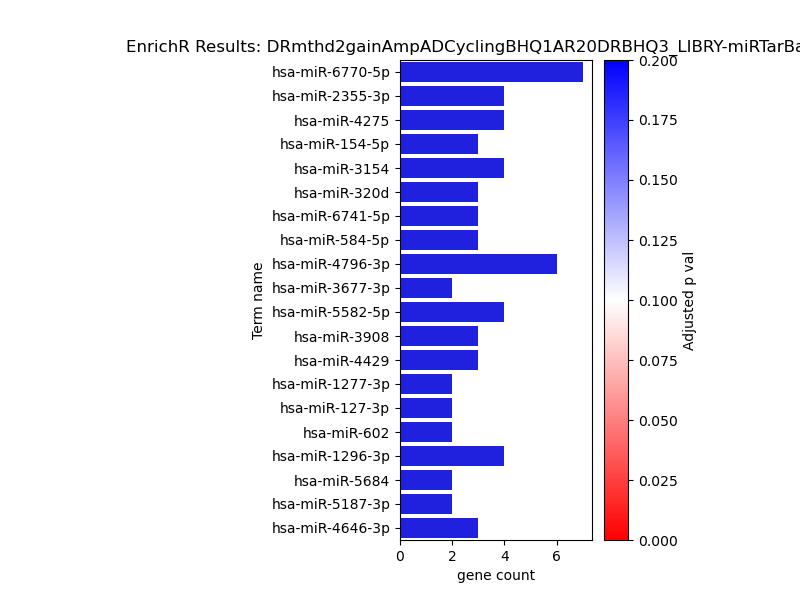 EnrichR Results: DRmthd2gainAmpADCyclingBHQ1AR20DRBHQ3_LIBRY-miRTarBa
hsa-miR-6770-5p
hsa-miR-2355-3p
hsa-miR-4275
hsa-miR-154-5p
hsa-miR-3154
hsa-miR-320d
hsa-miR-6741-5p
hsa-miR-584-5p
hsa-miR-4796-3p
hsa-miR-3677-3p
hsa-miR-5582-5p
hsa-miR-3908
hsa-miR-4429
hsa-miR-1277-3p
hsa-miR-127-3p
hsa-miR-602
hsa-miR-1296-3p
hsa-miR-5684
hsa-miR-5187-3p
hsa-miR-4646-3p
Term name
0 2 4 6
gene count
0.200
0.175
0.150
0.125
0.100
0.075
0.050
0.025
0.000
Adjusted p val